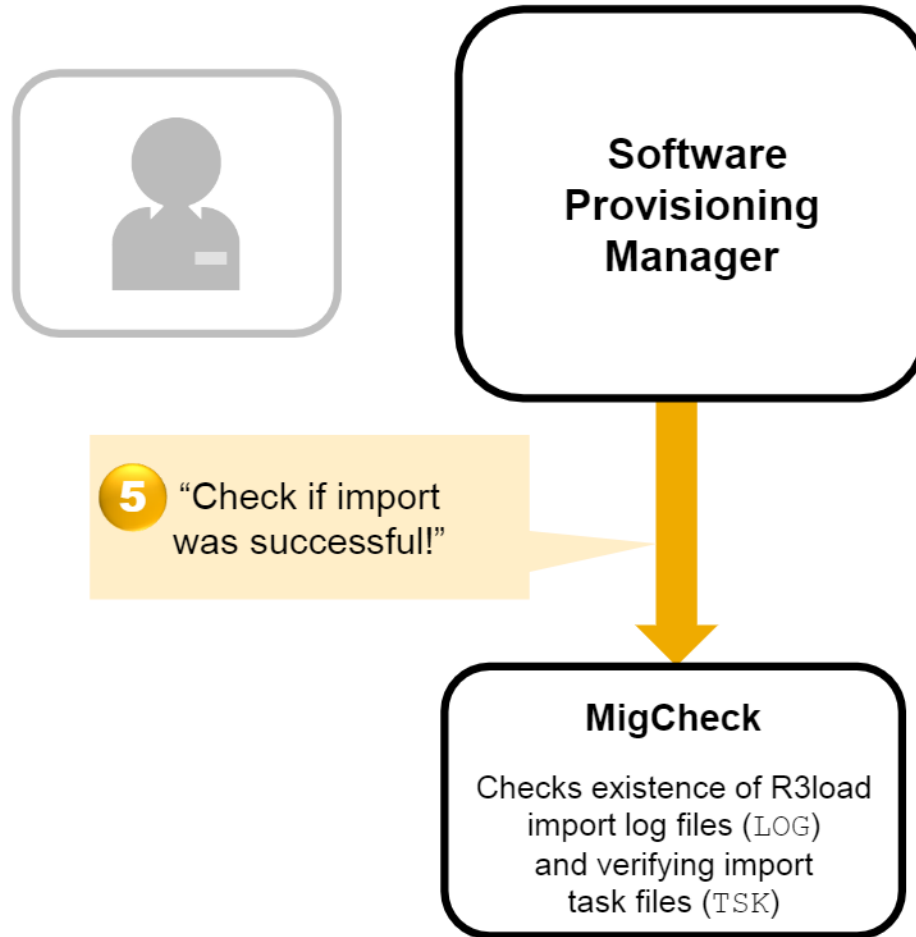 Software
Provisioning
Manager
5 “Check if import
was successful!”
MigCheck
Checks existence of R3load
import log files (LOG)
and verifying import
task files (TSK)